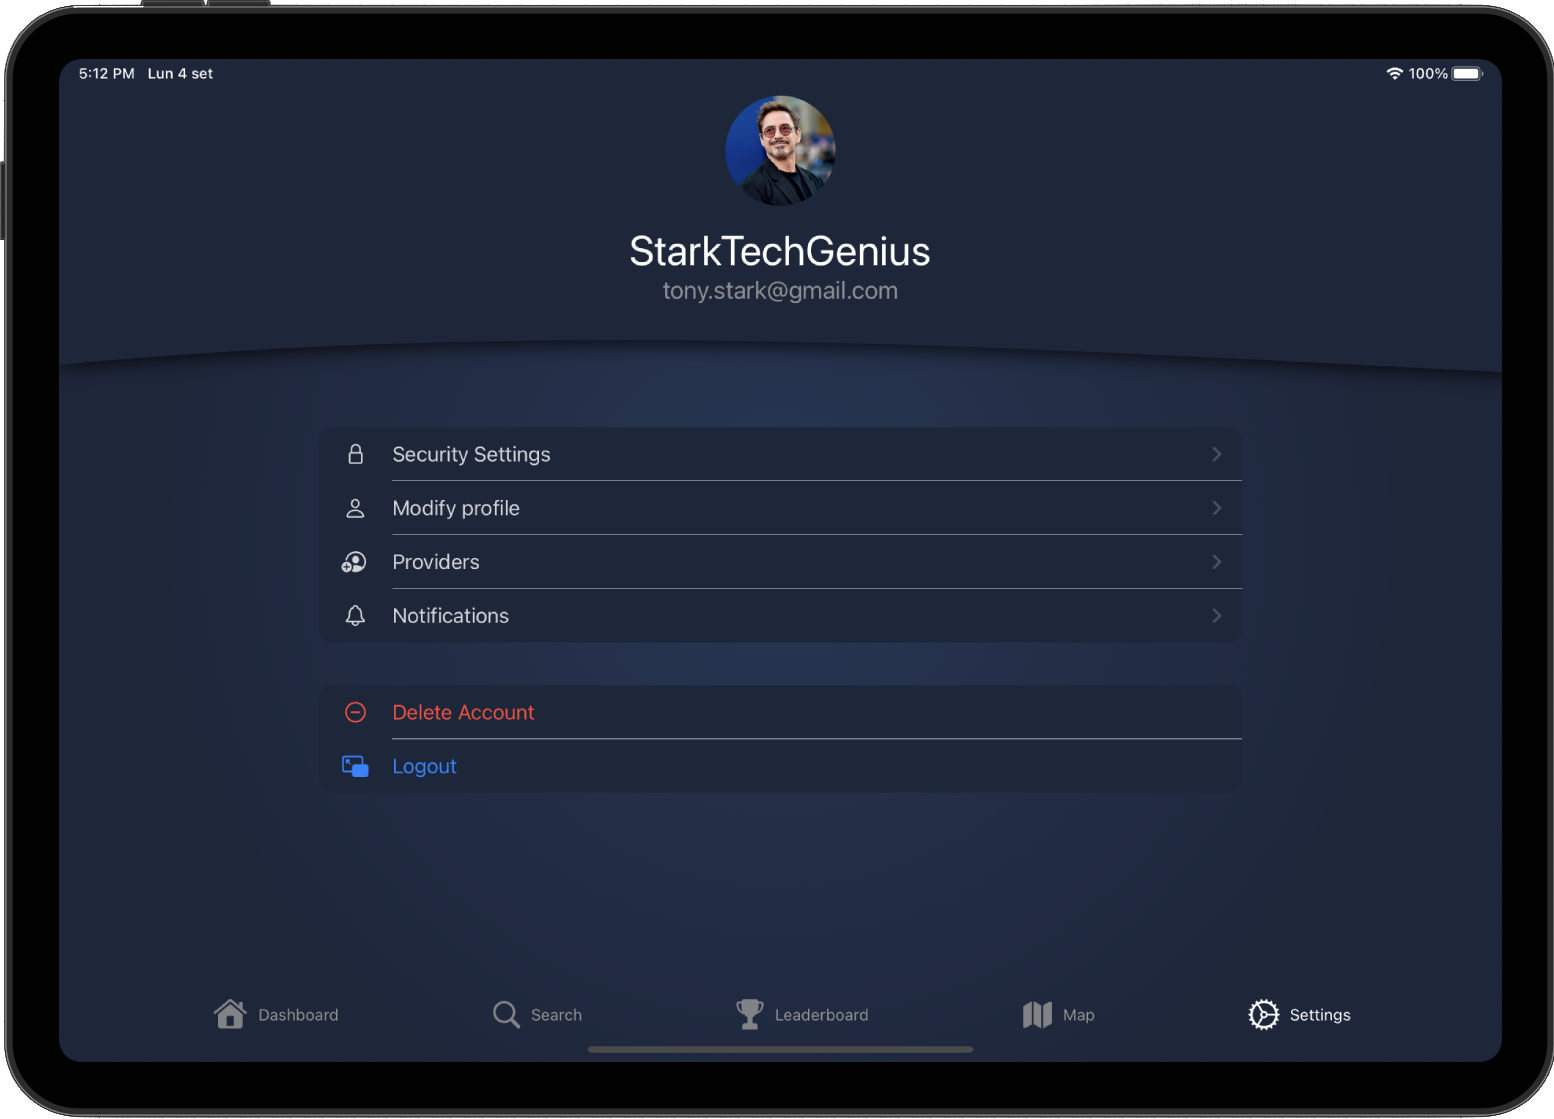 5:12 PM Lun 4 set
100%
StarkTechGenius
tony.stark@gmail.com
Security Settings
Modify profile
Providers
Notifications
Delete Account
Logout
Dashboard Search Leaderboard Map Settings